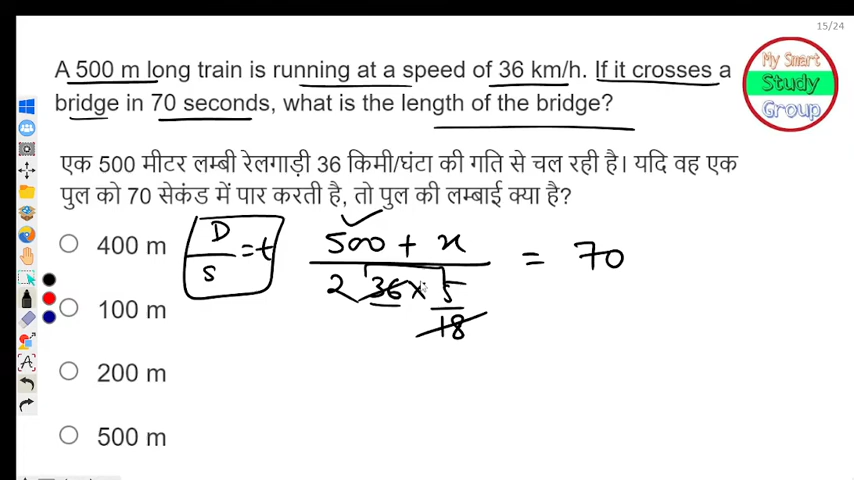 15/24
A 500 m long train is running at a speed of 36 km/h. If it crosses a
bridge in 70 seconds, what is the length of the bridge?
My Smart
Study
Group
एक 500 मीटर लम्बी रेलगाड़ी 36 किमी/घंटा की गति से चल रही है। यदि वह एक
पुल को 70 सेकंड में पार करती है, तो पुल की लम्बाई क्या है?
400 m
D/S = t
500 + x
2 36 × 5/18
= 70
100 m
200 m
500 m